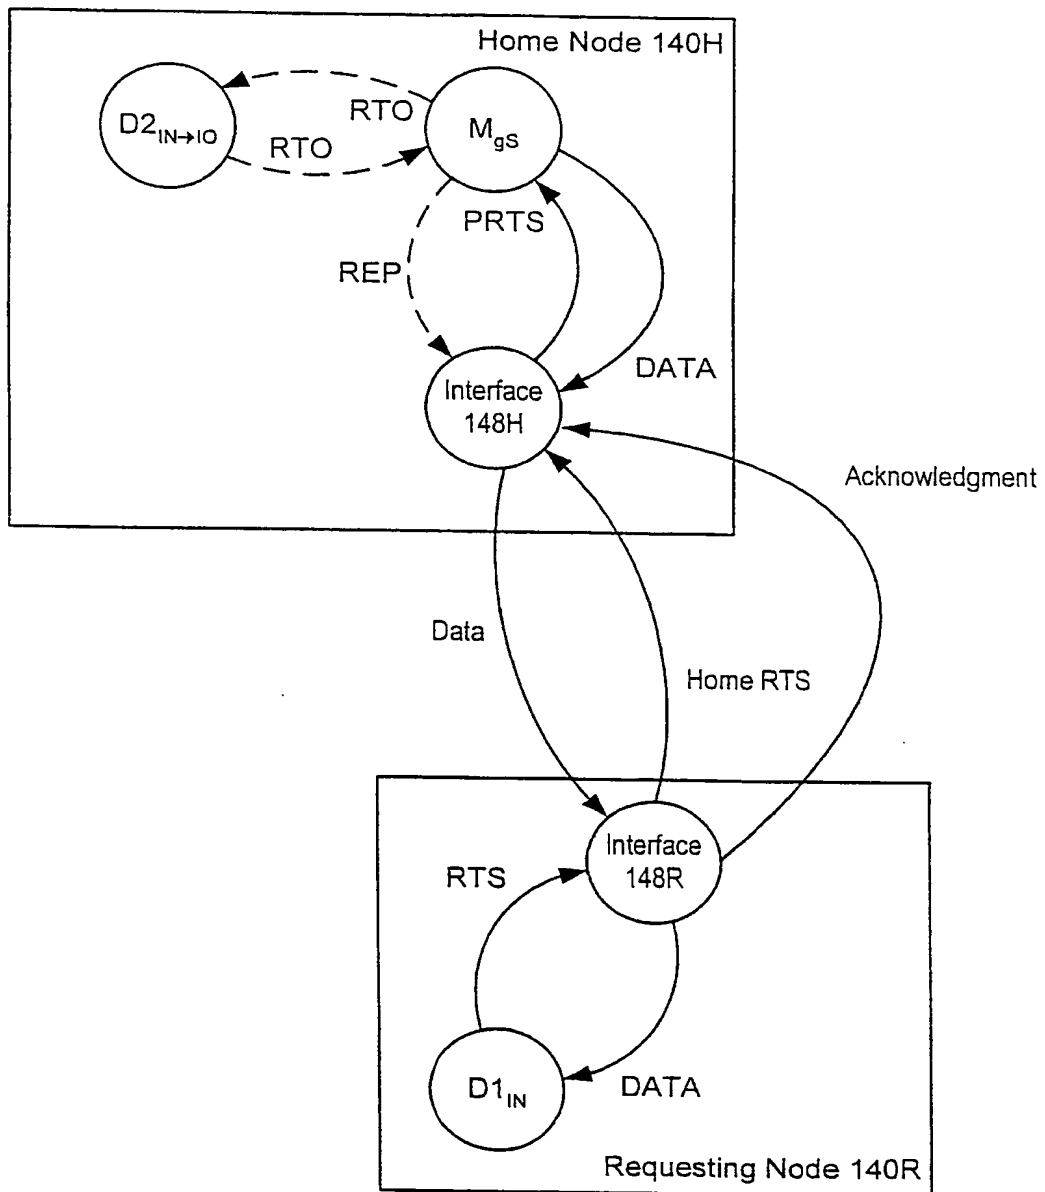 Home Node 140H
D2IN→IO
RTO
RTO
MgS
PRTS
REP
DATA
Interface
148H
Acknowledgment
Data
Home RTS
Interface
148R
RTS
D1IN
DATA
Requesting Node 140R